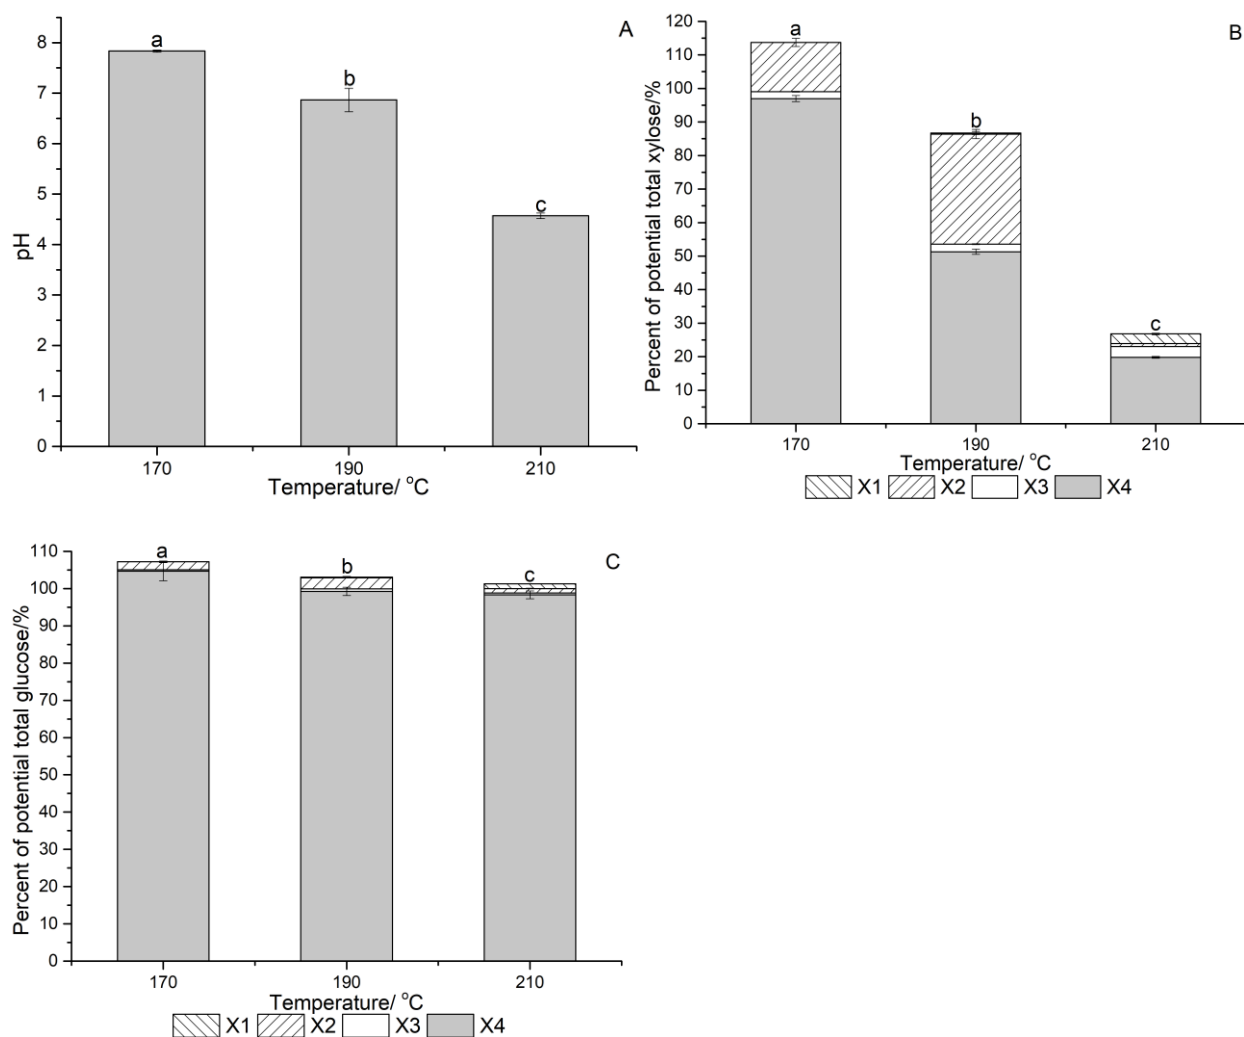 A
8
7
6
5
4
3
2
1
0
pH
a
b
c
170
190
210
Temperature/ °C
B
120
110
100
90
80
70
60
50
40
30
20
10
0
Percent of potential total xylose/%
a
b
c
170
190
210
Temperature/ °C
X1 X2 X3 X4
C
110
100
90
80
70
60
50
40
30
20
10
0
Percent of potential total glucose/%
a
b
c
170
190
210
Temperature/ °C
X1 X2 X3 X4